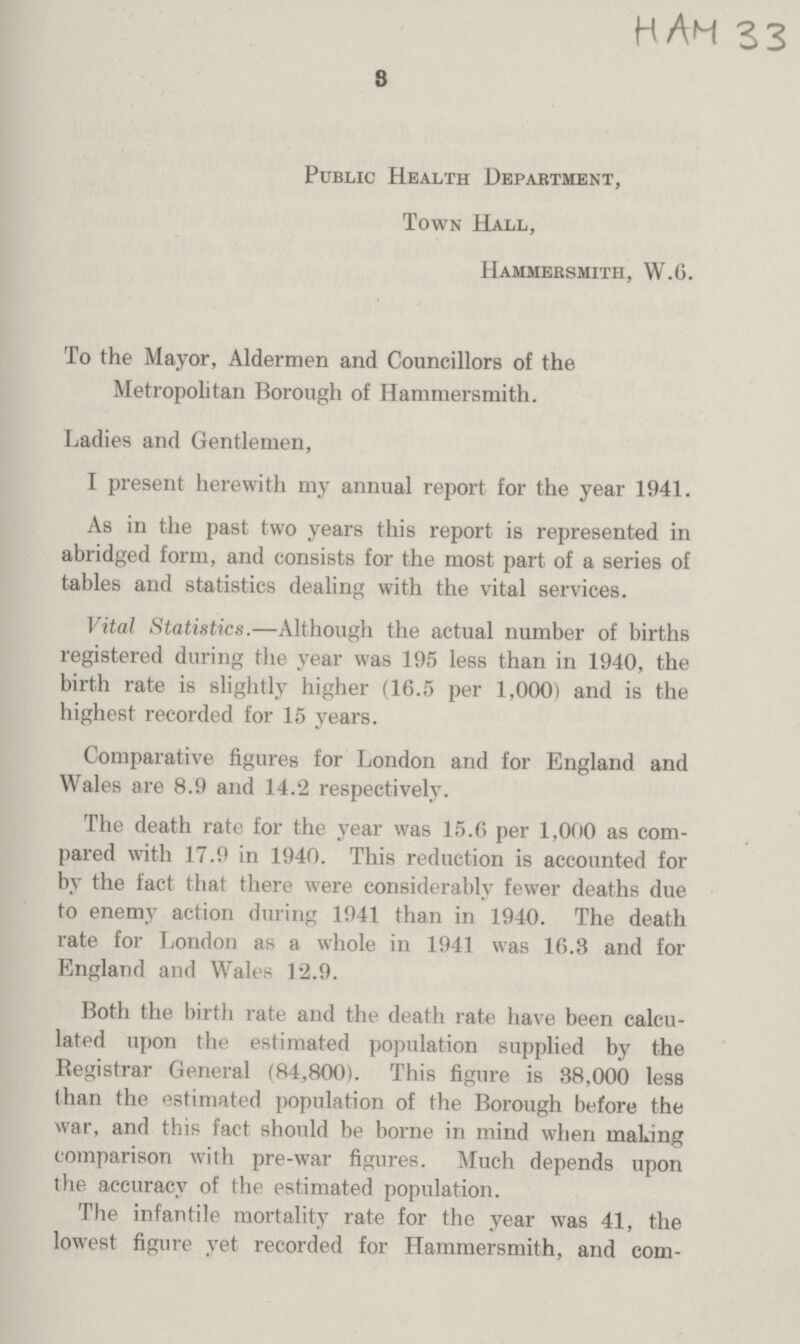 HAM 33
3
Public Health Department,
Town Hall,
Hammersmith, W.6.
To the Mayor, Aldermen and Councillors of the
Metropolitan Borough of Hammersmith.
Ladies and Gentlemen,
I present herewith my annual report for the year 1941.
As in the past two years this report is represented in
abridged form, and consists for the most part of a series of
tables and statistics dealing with the vital services.
Vital Statistics.—Although the actual number of births
registered during the year was 195 less than in 1940, the
birth rate is slightly higher (16.5 per 1,000) and is the
highest recorded for 15 years.
Comparative figures for London and for England and
Wales are 8.9 and 14.2 respectively.
The death rate for the year was 15.6 per 1,000 as com-
pared with 17.9 in 1940. This reduction is accounted for
by the fact that there were considerably fewer deaths due
to enemy action during 1941 than in 1940. The death
rate for London as a whole in 1941 was 16.3 and for
England and Wales 12.9.
Both the birth rate and the death rate have been calcu-
lated upon the estimated population supplied by the
Registrar General (84,800). This figure is 38,000 less
than the estimated population of the Borough before the
war, and this fact should be borne in mind when making
comparison with pre-war figures. Much depends upon
the accuracy of the estimated population.
The infantile mortality rate for the year was 41, the
lowest figure yet recorded for Hammersmith, and com-